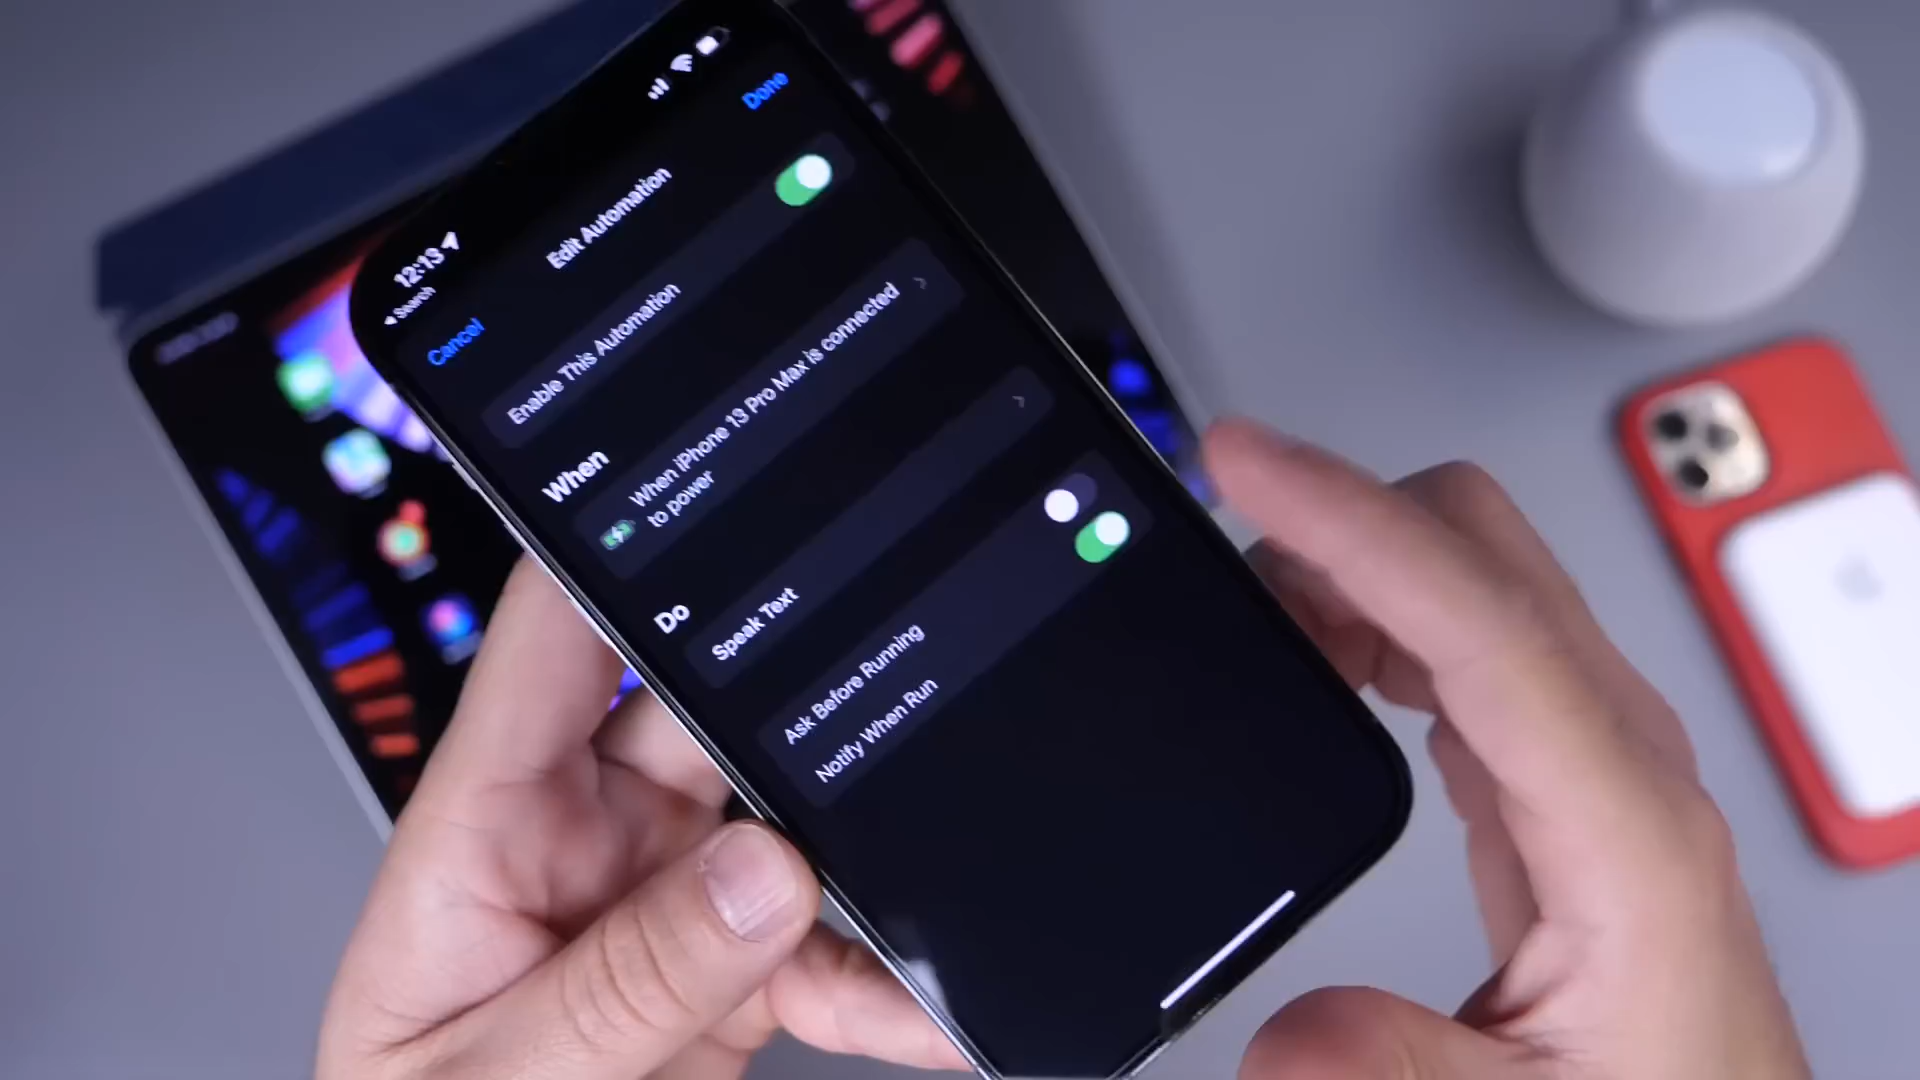 12:13
Search
Cancel
Edit Automation
Done
Enable This Automation
When
When iPhone 13 Pro Max is connected
to power
Do
Speak Text
Ask Before Running
Notify When Run